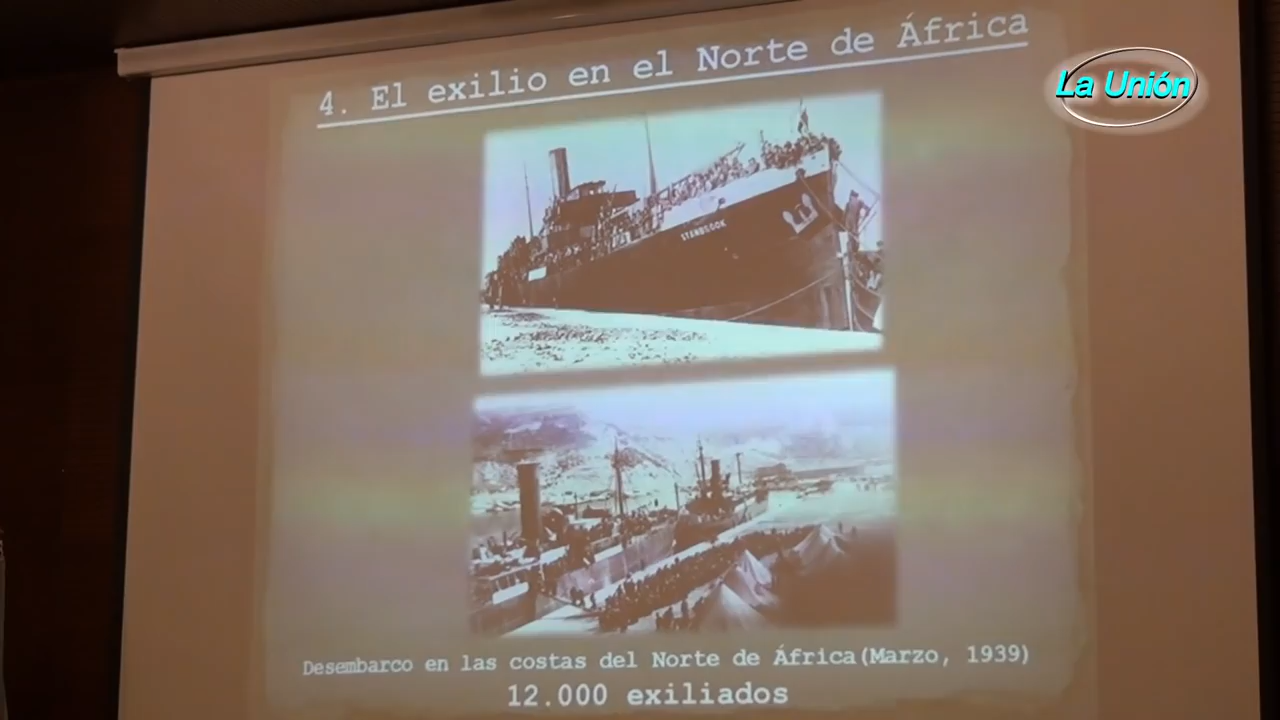 4. El exilio en el Norte de África
La Unión
STANBROOK
Desembarco en las costas del Norte de África(Marzo, 1939)
12.000 exiliados